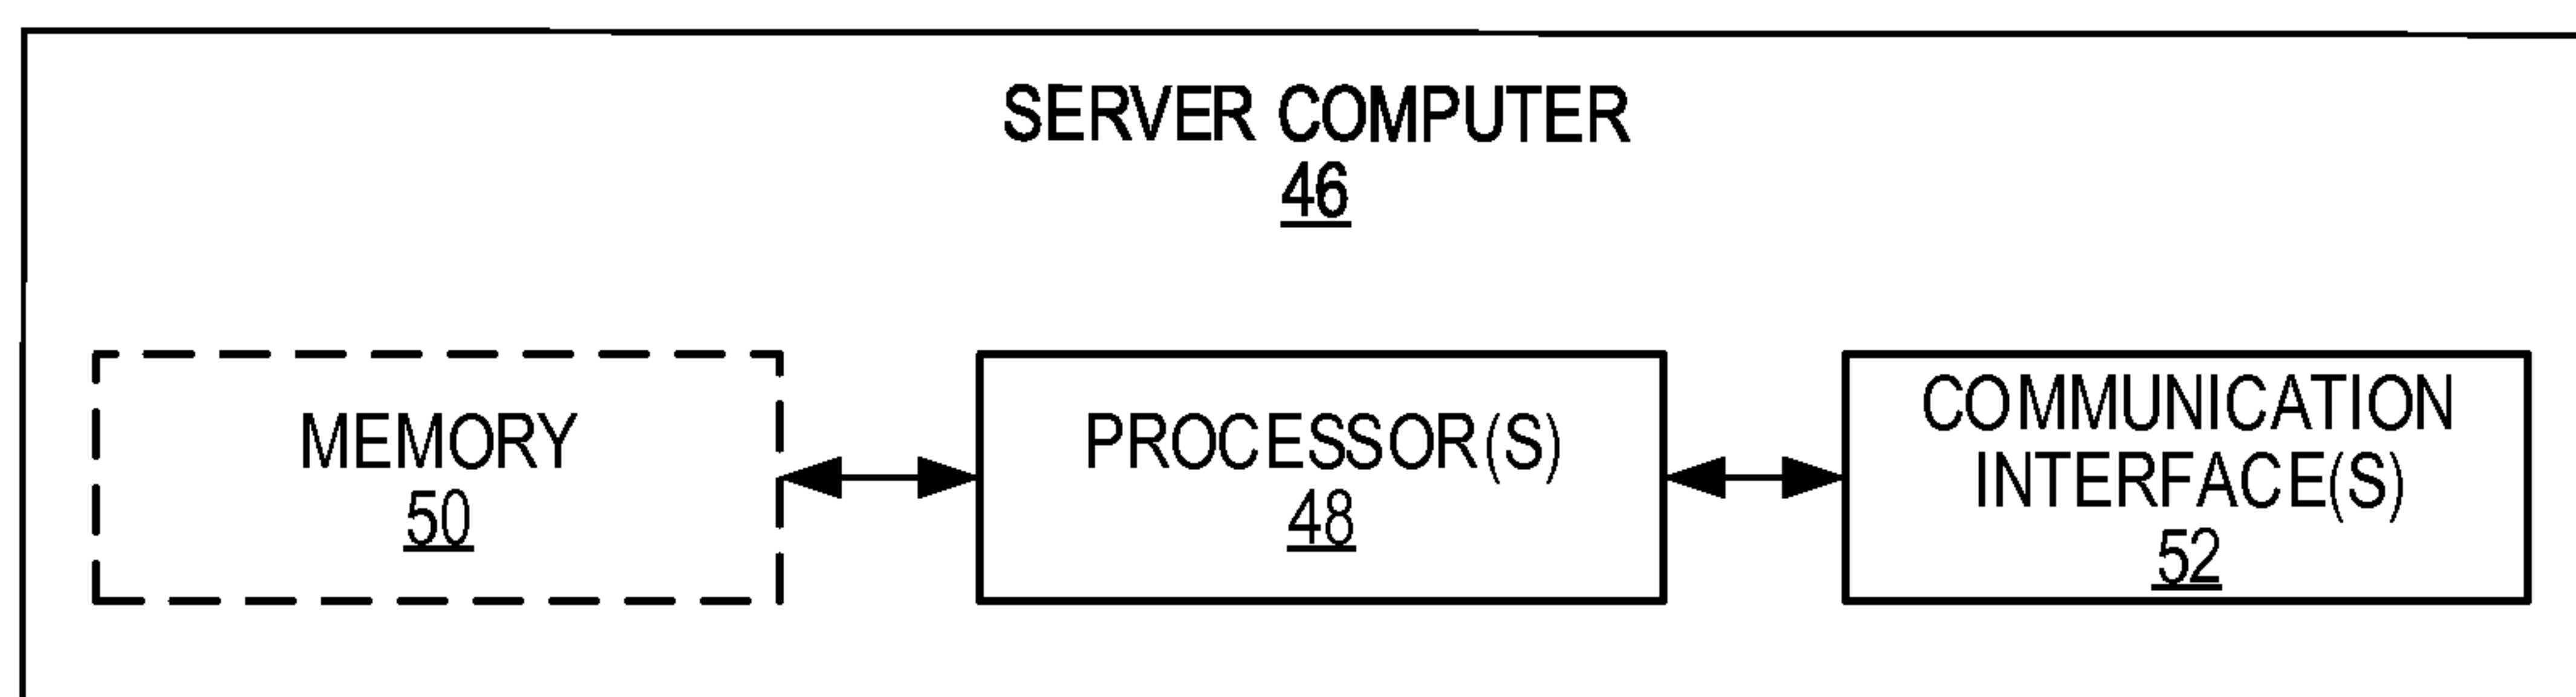 SERVER COMPUTER
46
MEMORY
50
PROCESSOR(S)
48
COMMUNICATION
INTERFACE(S)
52